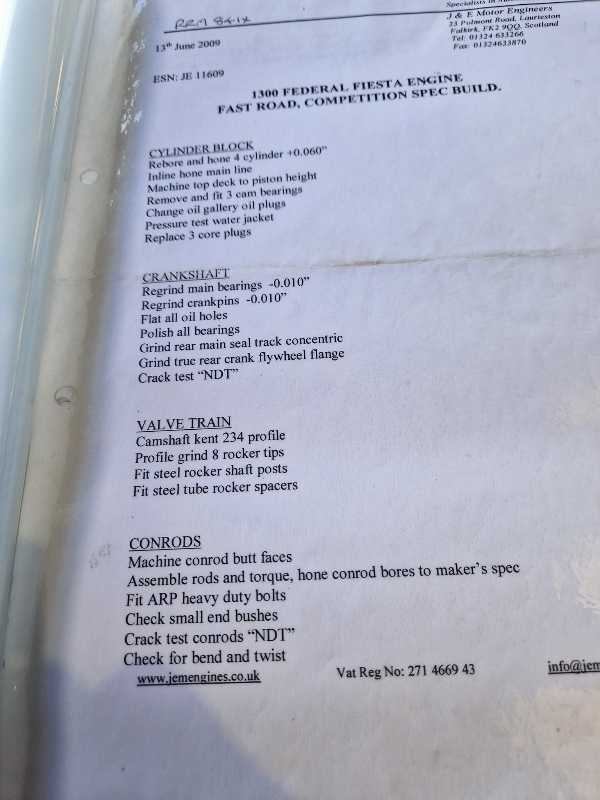 Specialists in
J & E Motor Engineers
23 Polmont Road, Laurieston
Falkirk, FK2 9QQ, Scotland
Tel: 01324 633266
Fax: 01324633870
13th June 2009
ESN: JE 11609
1300 FEDERAL FIESTA ENGINE
FAST ROAD, COMPETITION SPEC BUILD.
CYLINDER BLOCK
Rebore and hone 4 cylinder +0.060”
Inline hone main line
Machine top deck to piston height
Remove and fit 3 cam bearings
Change oil gallery oil plugs
Pressure test water jacket
Replace 3 core plugs
CRANKSHAFT
Regrind main bearings -0.010”
Regrind crankpins -0.010”
Flat all oil holes
Polish all bearings
Grind rear main seal track concentric
Grind true rear crank flywheel flange
Crack test “NDT”
VALVE TRAIN
Camshaft kent 234 profile
Profile grind 8 rocker tips
Fit steel rocker shaft posts
Fit steel tube rocker spacers
CONRODS
Machine conrod butt faces
Assemble rods and torque, hone conrod bores to maker’s spec
Fit ARP heavy duty bolts
Check small end bushes
Crack test conrods “NDT”
Check for bend and twist
www.jemengines.co.uk Vat Reg No: 271 4669 43 info@jem